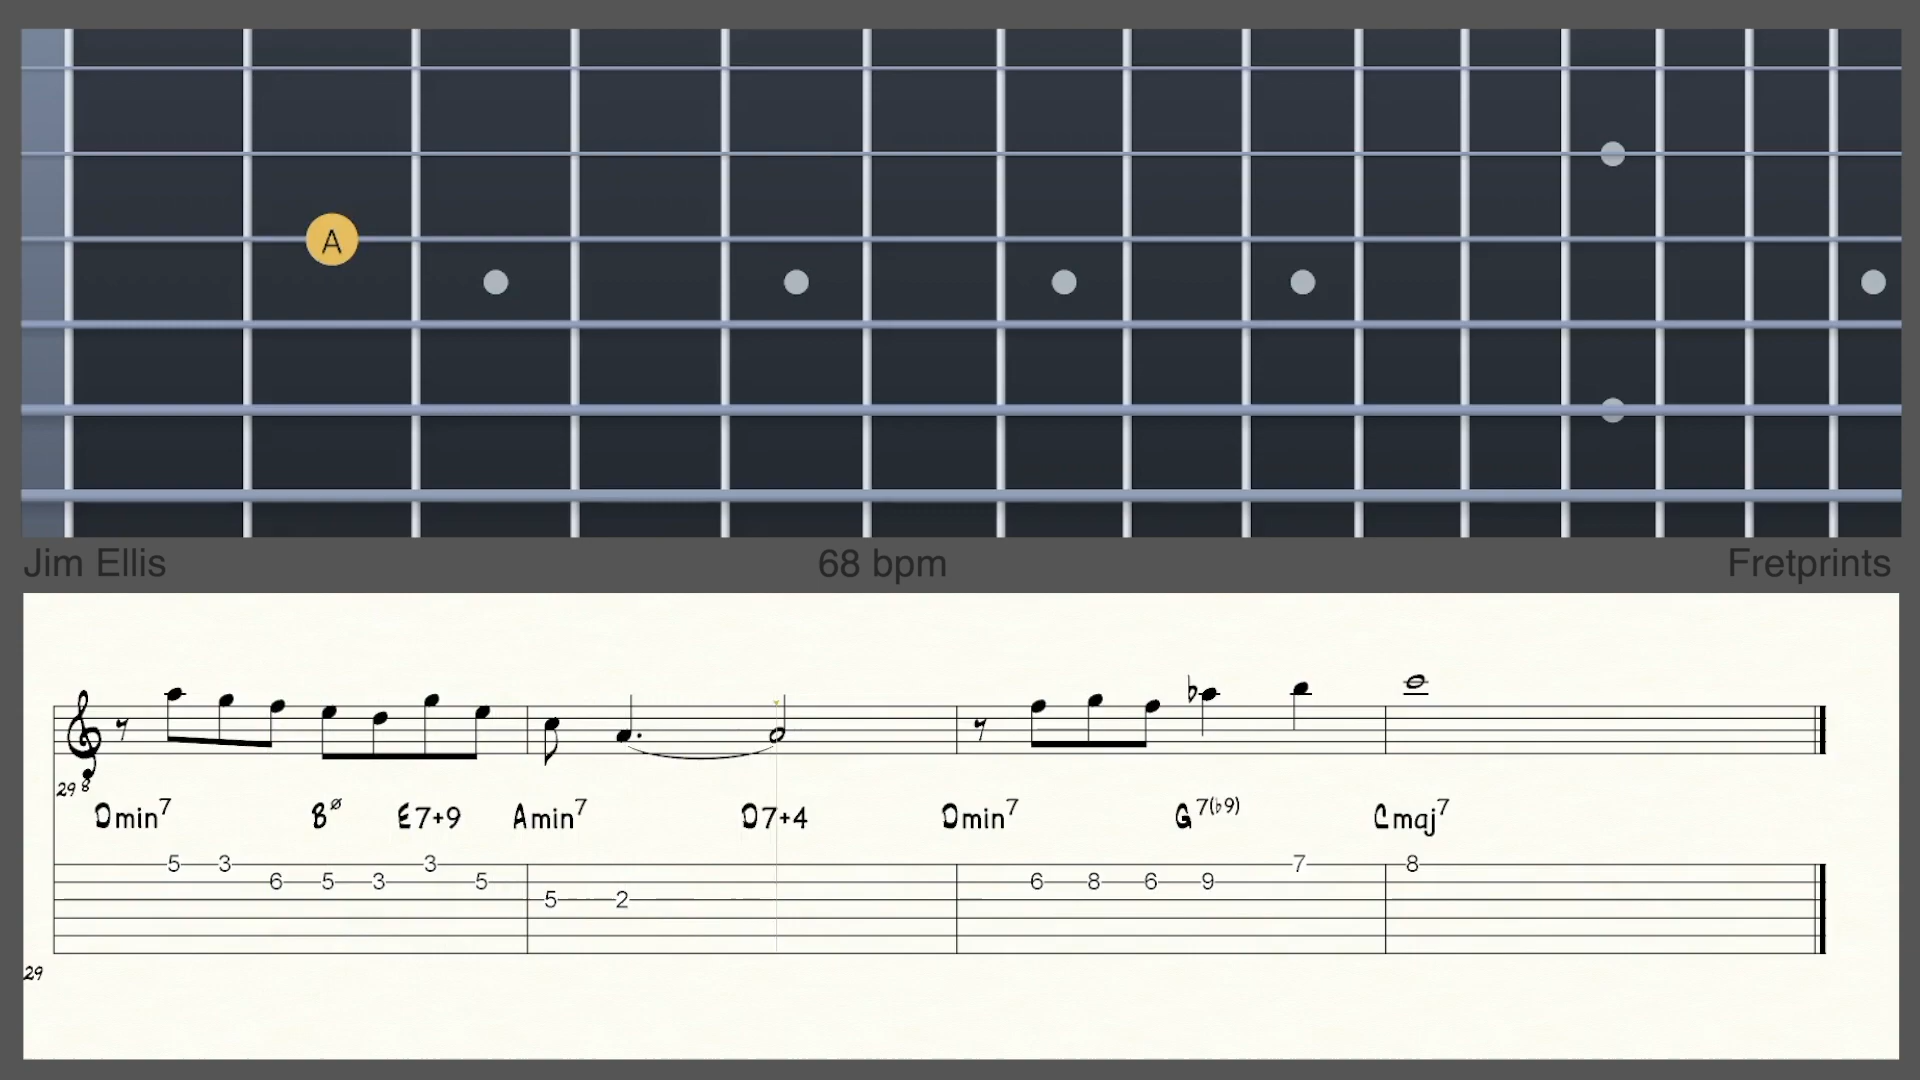 A
Jim Ellis 68 bpm Fretprints
29 8
Dmin7 Bø E7+9 Amin7 D7+4 Dmin7 G7(♭9) Cmaj7
5 3 3 7 8
6 5 3 5 6 8 6 9
5 2
29